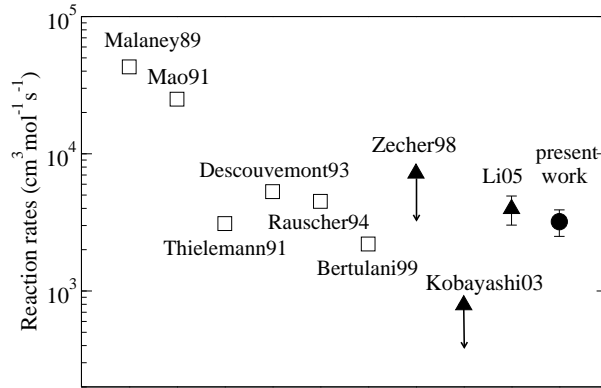 10^5
Malaney89
Mao91
10^4
Zecher98
present
work
Li05
Descouvemont93
Rauscher94
Thielemann91
Bertulani99
Kobayashi03
10^3
Reaction rates (cm^3 mol^-1 s^-1)